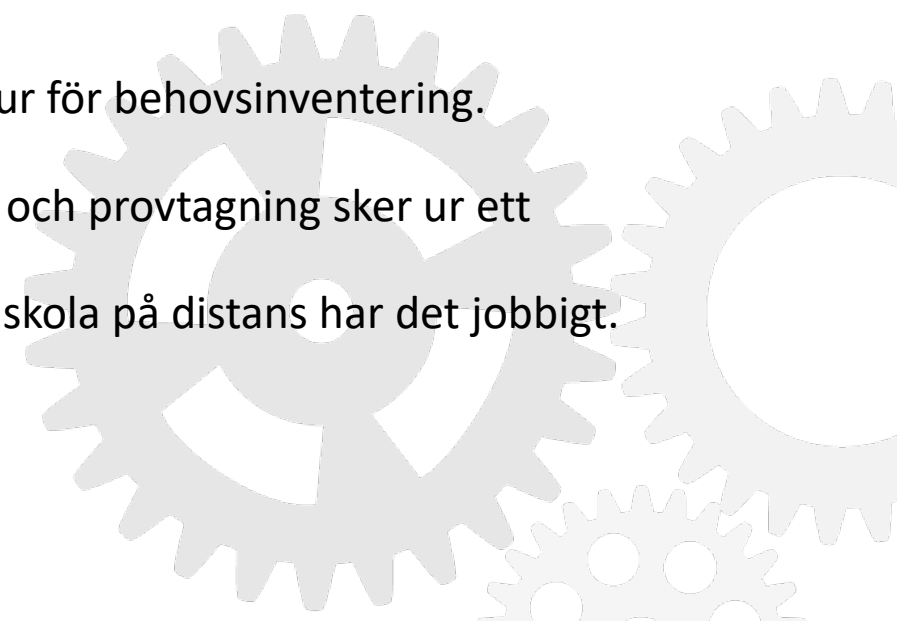 ur för behovsinventering.
och provtagning sker ur ett
skola på distans har det jobbigt.